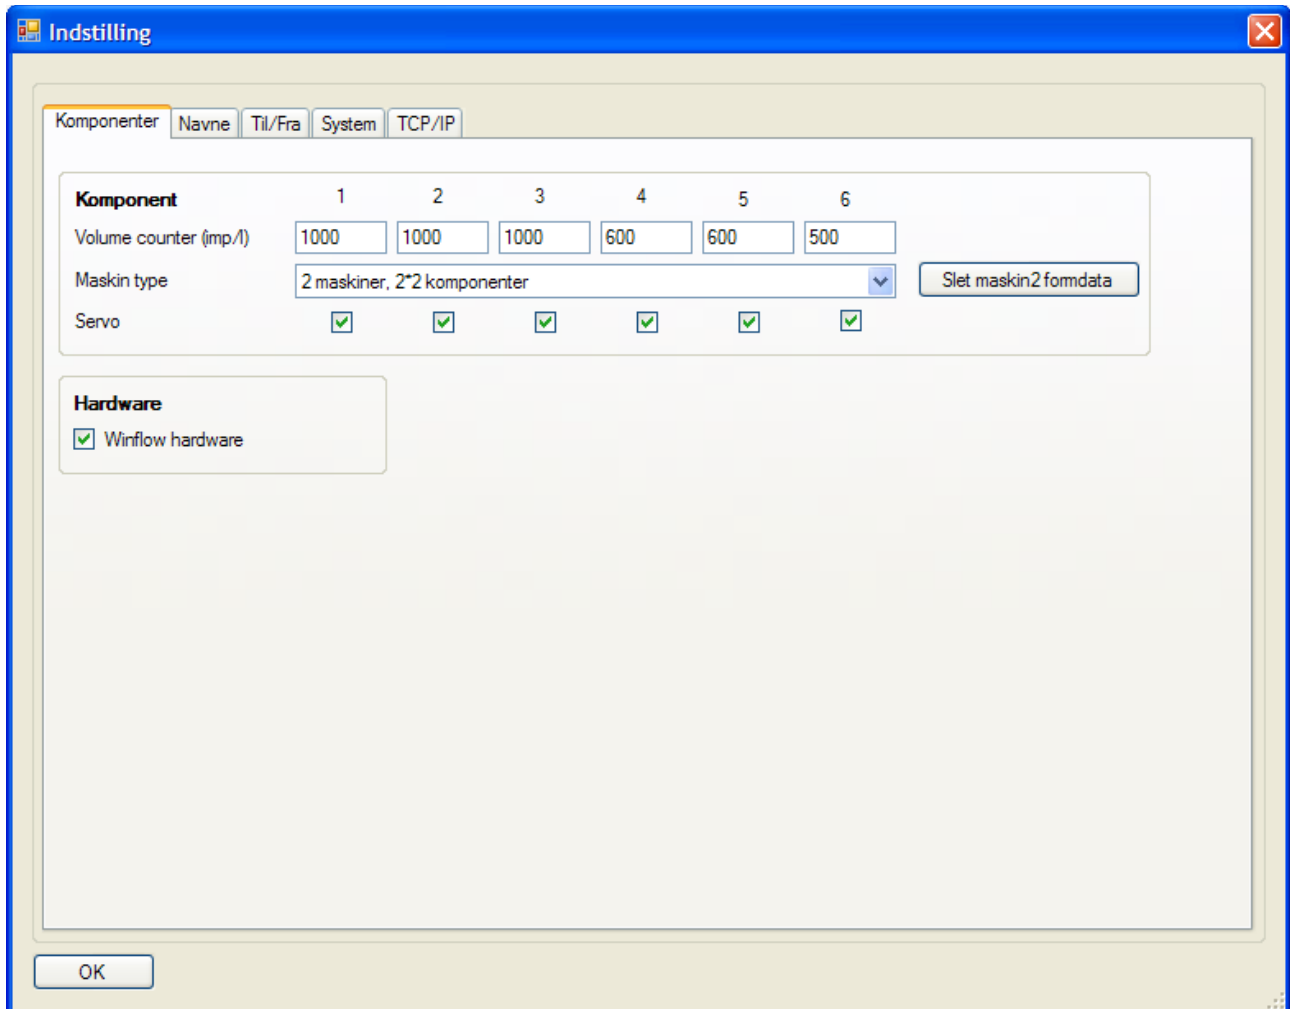 Indstilling
Komponenter Navne Til/Fra System TCP/IP
Komponent 1 2 3 4 5 6
Volume counter (imp/l) 1000 1000 1000 600 600 500
Maskin type 2 maskiner, 2*2 komponenter Slet maskin2 formdata
Servo
Hardware
Winflow hardware
OK